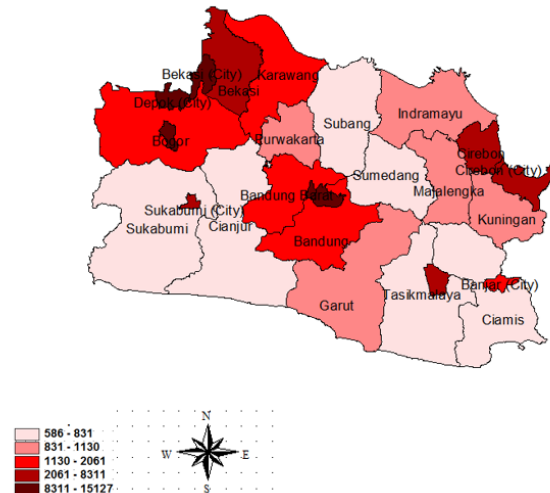 Bekasi (City)
Karawang
Bekasi
Depok (City)
Indramayu
Subang
Bogor
Purwakarta
Cirebon
Cirebon (City)
Sumedang
Majalengka
Bandung Barat
Sukabumi (City)
Kuningan
Sukabumi
Cianjur
Bandung
Banjar (City)
Garut
Tasikmalaya
Ciamis
586 - 831
831 - 1130
1130 - 2061
2061 - 8311
8311 - 15127
N
W E
S